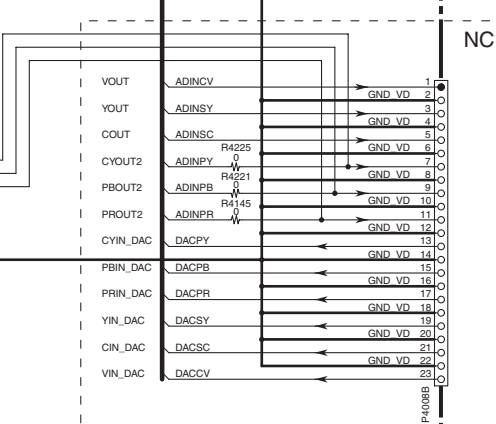 NC
VOUT ADINCV 1
GND_VD 2
YOUT ADINSY 3
GND_VD 4
COUT ADINSC 5
R4225 GND_VD 6
0
CYOUT2 ADINPY 7
R4221 GND_VD 8
0
PBOUT2 ADINPB 9
R4145 GND_VD 10
0
PROUT2 ADINPR 11
GND_VD 12
CYIN_DAC DACPY 13
GND_VD 14
PBIN_DAC DACPB 15
GND_VD 16
PRIN_DAC DACPR 17
GND_VD 18
YIN_DAC DACSY 19
GND_VD 20
CIN_DAC DACSC 21
GND_VD 22
VIN_DAC DACCV 23
P4008B